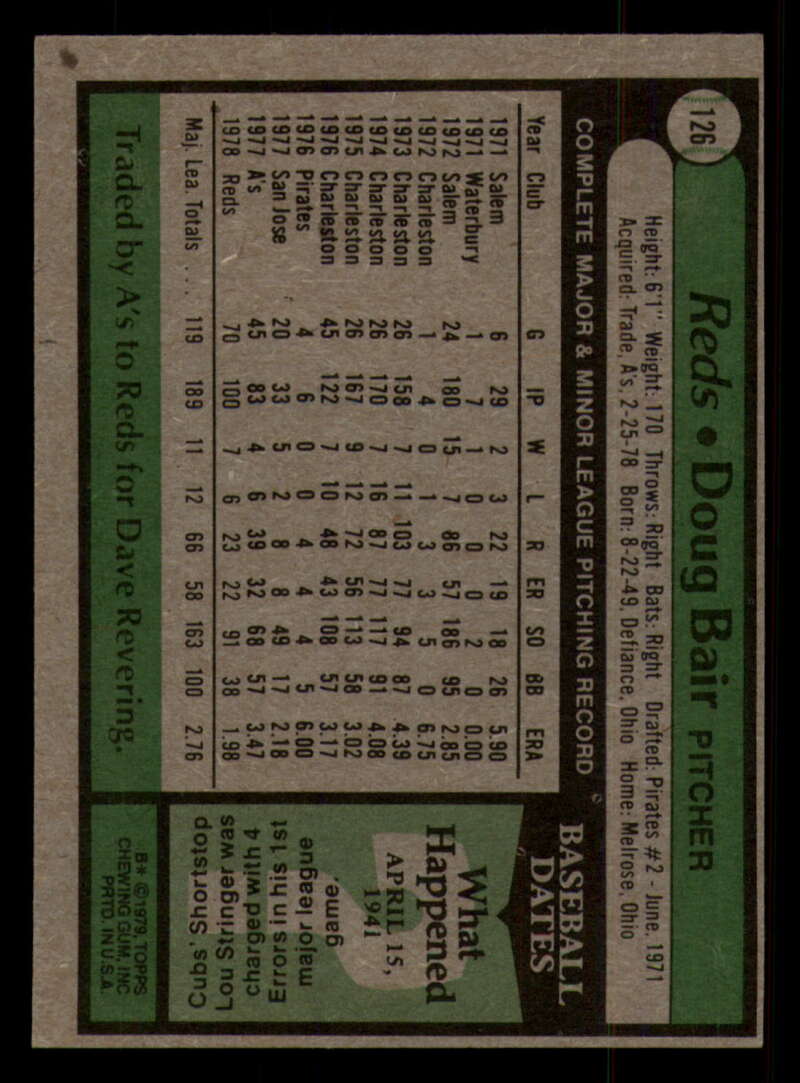 126
Reds • Doug Bair PITCHER
Height: 6'1" Weight: 170 Throws: Right Bats: Right Drafted: Pirates #2 - June, 1971
Acquired: Trade, A's, 2-25-78 Born: 8-22-49, Defiance, Ohio Home: Melrose, Ohio
COMPLETE MAJOR & MINOR LEAGUE PITCHING RECORD
Year Club G IP W L R ER SO BB ERA
1971 Salem 6 29 2 3 22 19 18 26 5.90
1971 Waterbury 1 7 1 0 0 0 2 0 0.00
1972 Salem 24 180 15 7 86 57 186 95 2.85
1972 Charleston 1 4 0 1 3 3 5 0 6.75
1973 Charleston 26 158 7 11 103 77 94 87 4.39
1974 Charleston 26 170 7 16 87 77 117 91 4.08
1975 Charleston 26 167 9 12 72 56 113 58 3.02
1976 Charleston 45 122 7 10 48 43 108 57 3.17
1976 Pirates 4 6 0 0 4 4 4 5 6.00
1977 San Jose 20 33 5 2 8 8 49 17 2.18
1977 A's 45 83 4 6 39 32 68 57 3.47
1978 Reds 70 100 7 6 23 22 91 38 1.98
Maj. Lea. Totals .... 119 189 11 12 66 58 163 100 2.76
Traded by A's to Reds for Dave Revering.
BASEBALL
DATES
What
Happened
APRIL 15,
1941
Cubs' Shortstop
Lou Stringer was
charged with 4
Errors in his 1st
major league
game.
B* © 1979, TOPPS
CHEWING GUM, INC
PRTD. IN U.S.A.